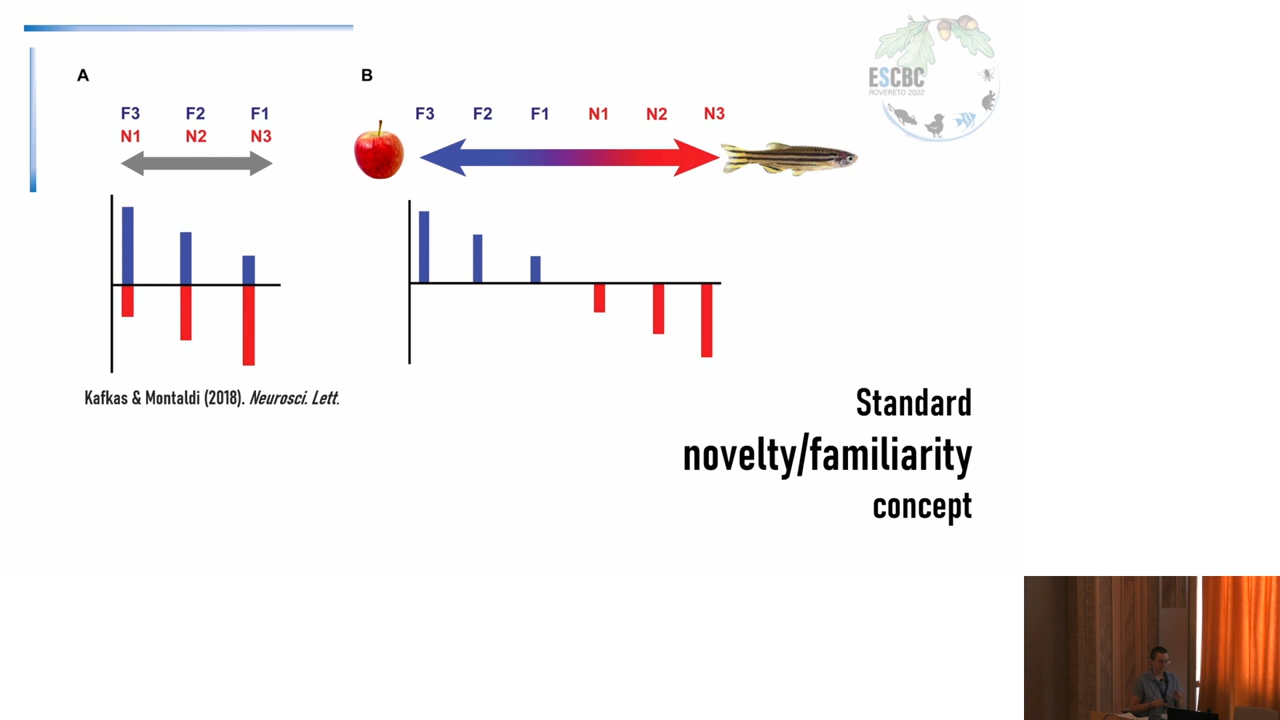 A
F3 F2 F1
N1 N2 N3
B
F3 F2 F1 N1 N2 N3
ESCBC
ROVERETO 2022
Kafkas & Montaldi (2018). Neurosci. Lett.
Standard
novelty/familiarity
concept